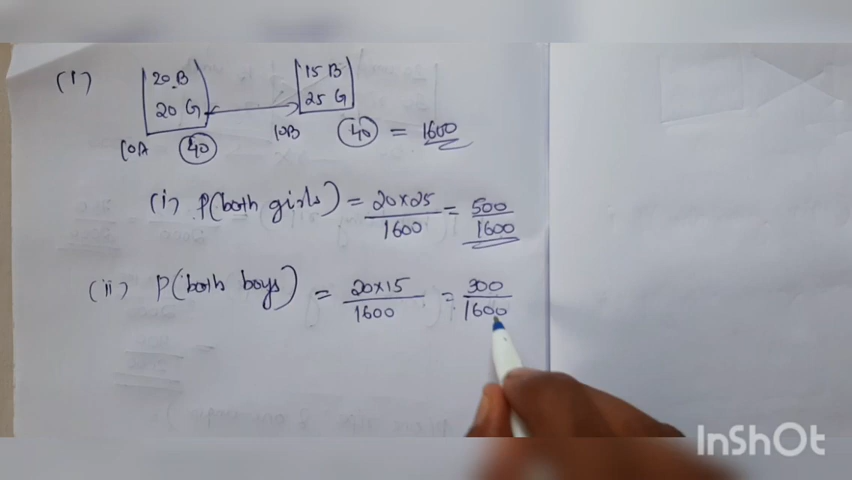 (i) 20 B 15 B
20 G 25 G
10A 40 10B 40 = 1600
(i) P(both girls) = 20×25/1600 = 500/1600
(ii) P(both boys) = 20×15/1600 = 300/1600
InShOt